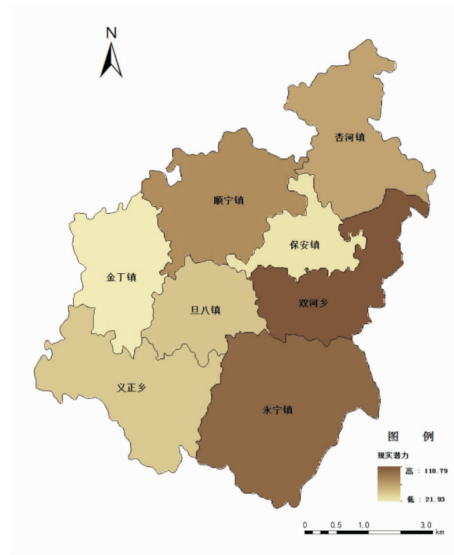 N
杏河镇
顺宁镇
保安镇
金丁镇
双河乡
旦八镇
义正乡
永宁镇
图 例
现实潜力
高 : 118.79
低 : 21.93
0 0.5 1.0 3.0
km